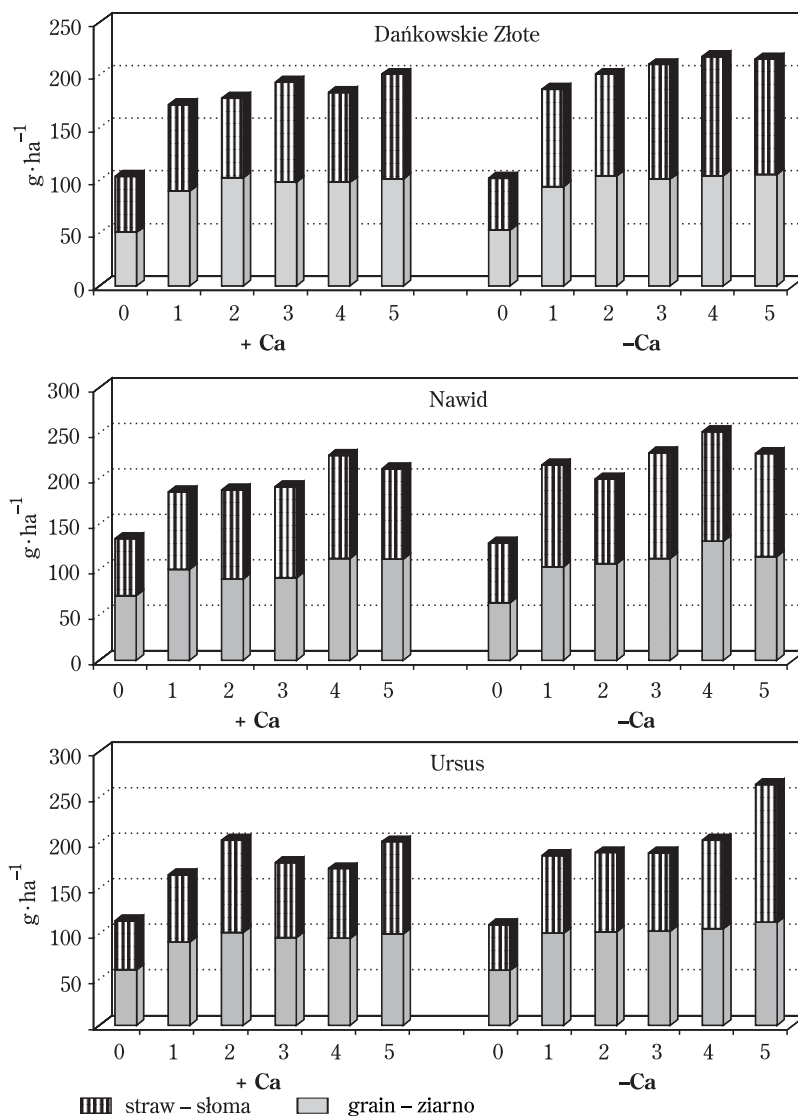 Dańkowskie Złote
g·ha⁻¹
250
200
150
100
50
0
0 1 2 3 4 5 0 1 2 3 4 5
+ Ca –Ca
Nawid
g·ha⁻¹
300
250
200
150
100
50
0
0 1 2 3 4 5 0 1 2 3 4 5
+ Ca –Ca
Ursus
g·ha⁻¹
300
250
200
150
100
50
0 1 2 3 4 5 0 1 2 3 4 5
+ Ca –Ca
straw – słoma grain – ziarno